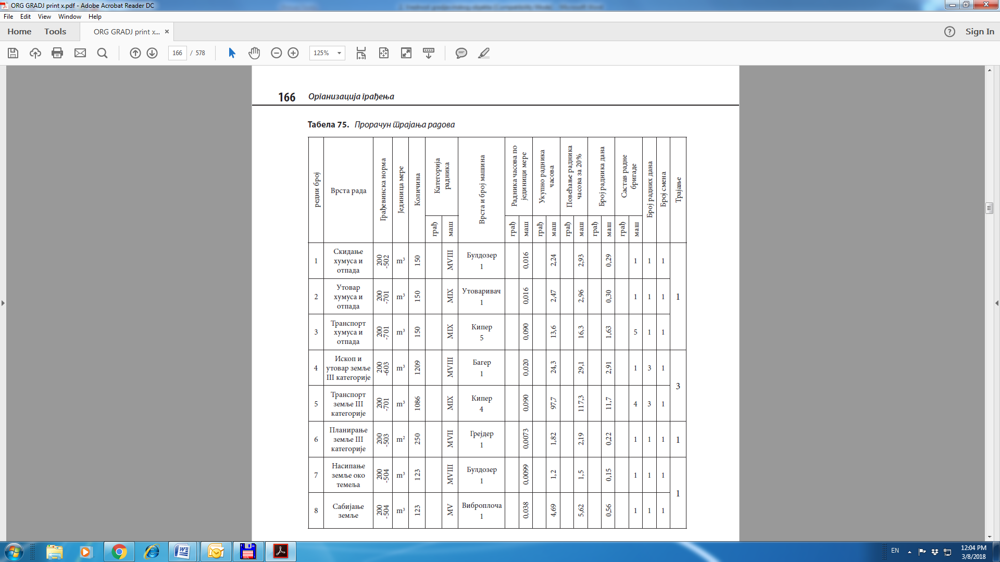 ORG GRADJ print x.pdf - Adobe Acrobat Reader DC
File Edit View Window Help
Home Tools ORG GRADJ print x... × Sign In
166 / 578 125%
166 Организација грађења
Табела 75. Прорачун трајања радова
редни број
Врста рада
Грађевинска норма
Јединица мере
Количина
Категорија радника
Врста и број машина
Радника часова по јединици мере
Укупно радника часова
Повећање радника часова за 20%
Број радника дана
Састав радне бригаде
Број радних дана
Број смена
Трајање
грађ маш грађ маш грађ маш грађ маш грађ маш грађ маш
1 Скидање хумуса и отпада 200-502 m³ 150 MVIII Булдозер 1 0,016 2,24 2,93 0,29 1 1 1
2 Утовар хумуса и отпада 200-701 m³ 150 MIX Утоваривач 1 0,016 2,47 2,96 0,30 1 1 1 1
3 Транспорт хумуса и отпада 200-701 m³ 150 MIX Кипер 5 0,090 13,6 16,3 1,63 5 1 1
4 Ископ и утовар земље III категорије 200-603 m³ 1209 MVIII Багер 1 0,020 24,3 29,1 2,91 1 3 1
3
5 Транспорт земље III категорије 200-701 m³ 1086 MIX Кипер 4 0,090 97,7 117,3 11,7 4 3 1
6 Планирање земље III категорије 200-503 m² 250 MVII Грејдер 1 0,0073 1,82 2,19 0,22 1 1 1 1
7 Насипање земље око темеља 200-504 m³ 123 MVIII Булдозер 1 0,0099 1,2 1,5 0,15 1 1 1
1
8 Сабијање земље 200-504 m³ 123 MV Виброплоча 1 0,038 4,69 5,62 0,56 1 1 1
EN 12:04 PM
3/8/2018